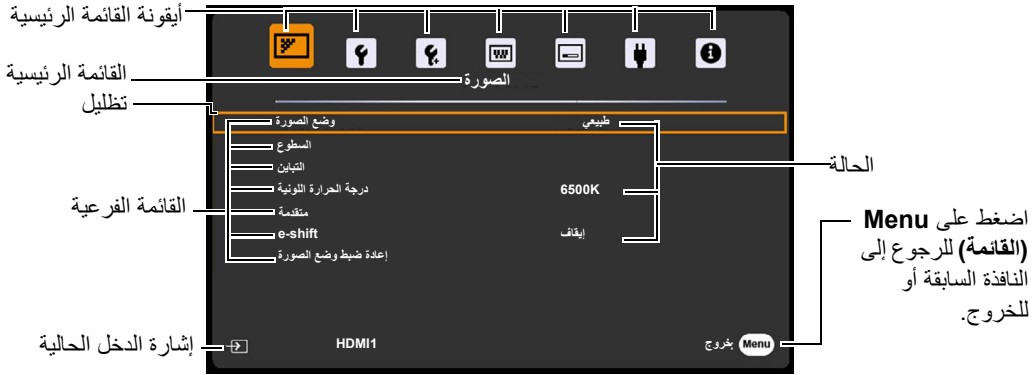 أيقونة القائمة الرئيسية
القائمة الرئيسية
الصورة
تظليل
وضع الصورة
طبيعي
السطوع
التباين
الحالة
درجة الحرارة اللونية
6500K
القائمة الفرعية
متقدمة
e-shift
إيقاف
إعادة ضبط وضع الصورة
اضغط على Menu
(القائمة) للرجوع إلى
النافذة السابقة أو
للخروج.
إشارة الدخل الحالية
HDMI1
Menu بخروج